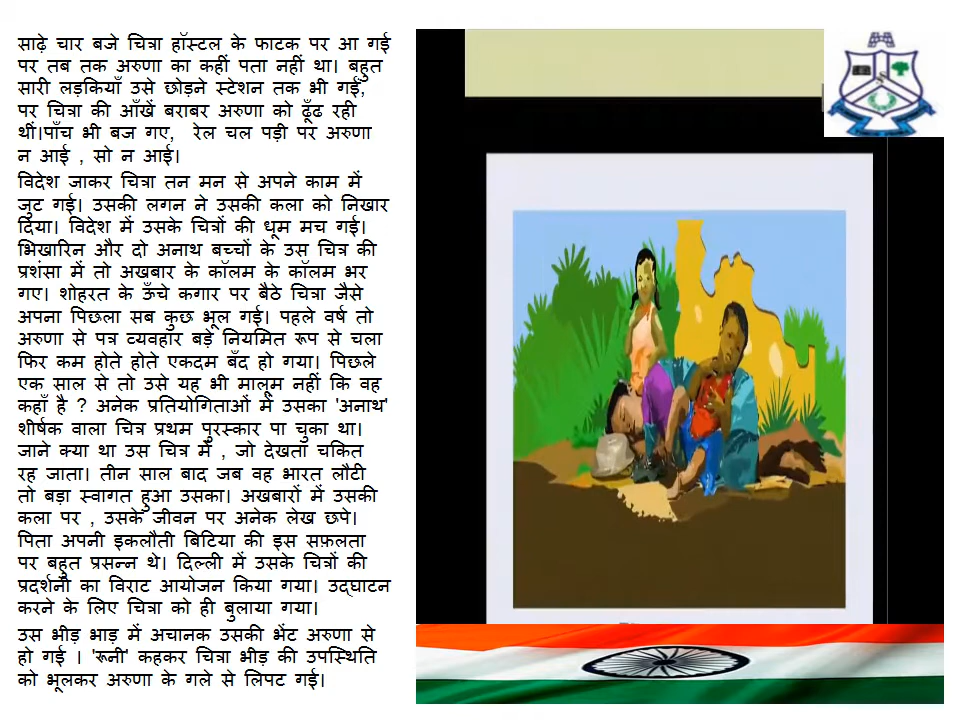 साढ़े चार बजे चित्रा हॉस्टल के फाटक पर आ गई
पर तब तक अरुणा का कहीं पता नहीं था। बहुत
सारी लड़कियाँ उसे छोड़ने स्टेशन तक भी गईं,
पर चित्रा की आँखें बराबर अरुणा को ढूँढ रही
थीं।पाँच भी बज गए, रेल चल पड़ी पर अरुणा
न आई , सो न आई।
विदेश जाकर चित्रा तन मन से अपने काम में
जुट गई। उसकी लगन ने उसकी कला को निखार
दिया। विदेश में उसके चित्रों की धूम मच गई।
भिखारिन और दो अनाथ बच्चों के उस चित्र की
प्रशंसा में तो अखबार के कॉलम के कॉलम भर
गए। शोहरत के ऊँचे कगार पर बैठे चित्रा जैसे
अपना पिछला सब कुछ भूल गई। पहले वर्ष तो
अरुणा से पत्र व्यवहार बड़े नियमित रूप से चला
फिर कम होते होते एकदम बँद हो गया। पिछले
एक साल से तो उसे यह भी मालूम नहीं कि वह
कहाँ है ? अनेक प्रतियोगिताओं में उसका 'अनाथ'
शीर्षक वाला चित्र प्रथम पुरस्कार पा चुका था।
जाने क्या था उस चित्र में , जो देखता चकित
रह जाता। तीन साल बाद जब वह भारत लौटी
तो बड़ा स्वागत हुआ उसका। अखबारों में उसकी
कला पर , उसके जीवन पर अनेक लेख छपे।
पिता अपनी इकलौती बिटिया की इस सफ़लता
पर बहुत प्रसन्न थे। दिल्ली में उसके चित्रों की
प्रदर्शनी का विराट आयोजन किया गया। उद्घाटन
करने के लिए चित्रा को ही बुलाया गया।
उस भीड़ भाड़ में अचानक उसकी भेंट अरुणा से
हो गई । 'रूनी' कहकर चित्रा भीड़ की उपस्थिति
को भूलकर अरुणा के गले से लिपट गई।